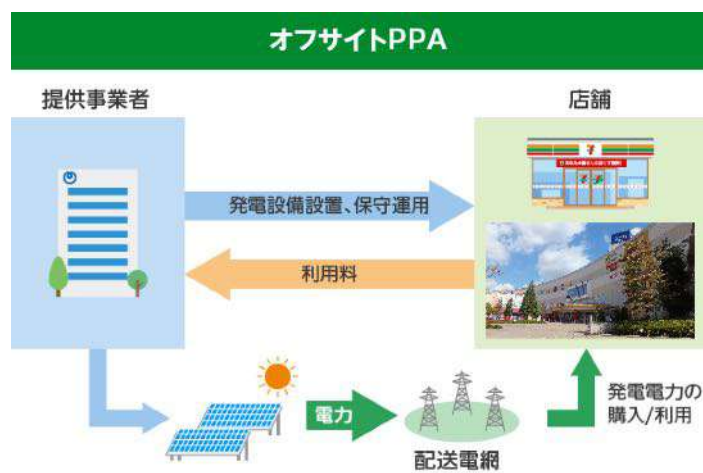 オフサイトPPA
提供事業者
店舗
発電設備設置、保守運用
利用料
電力
配送電網
発電電力の
購入/利用